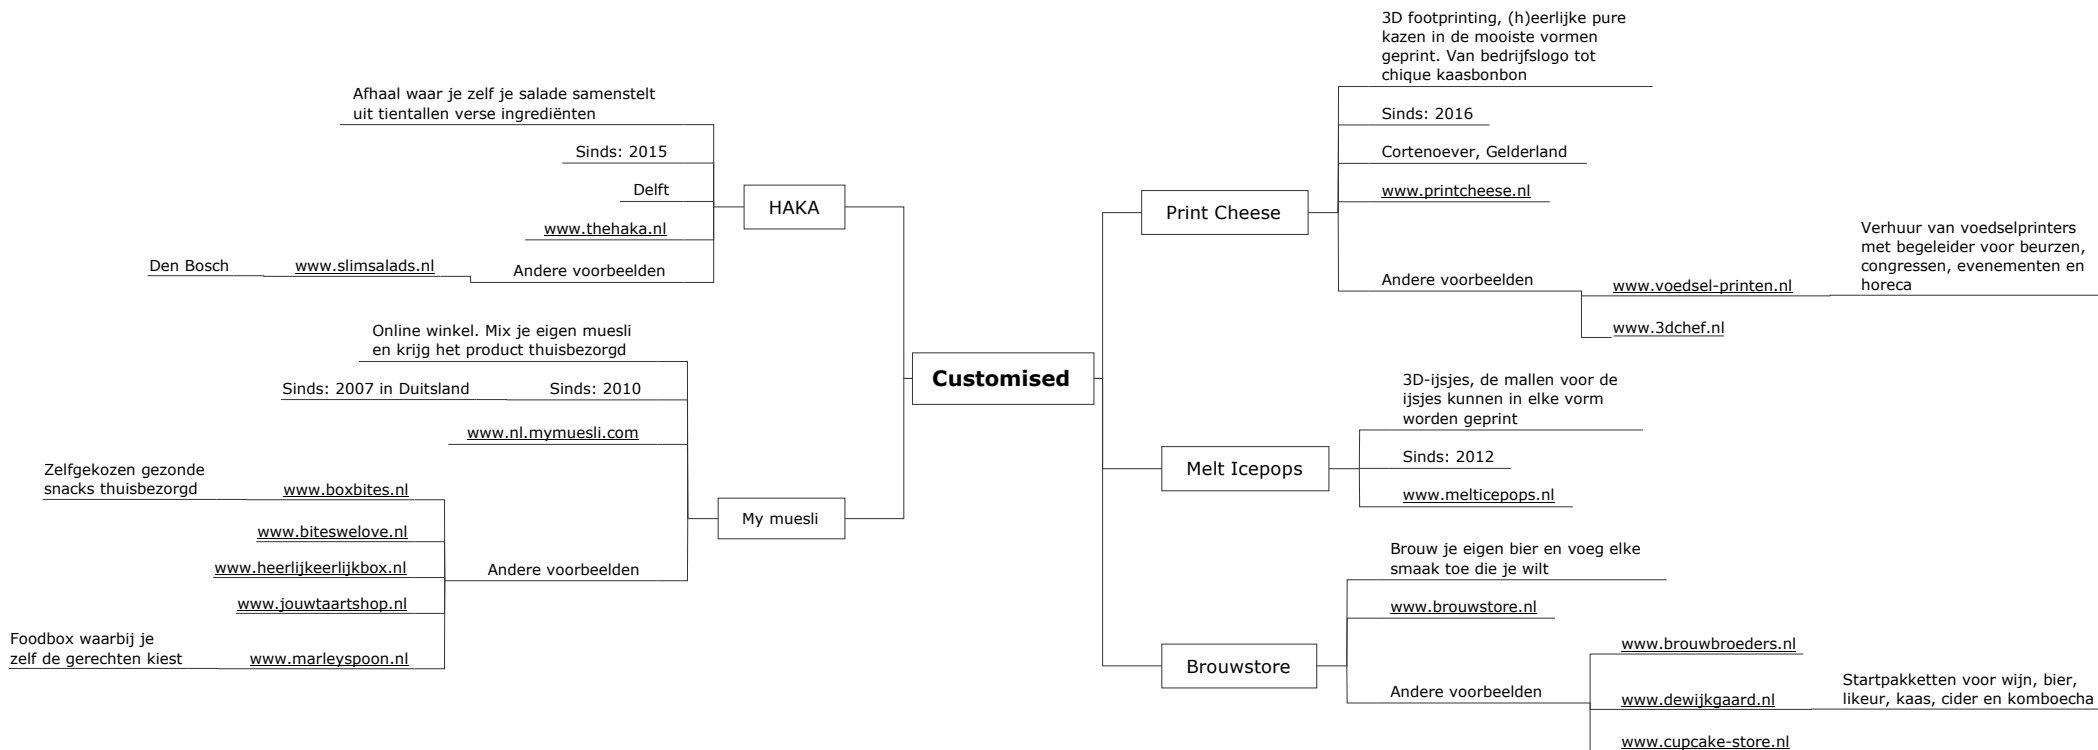 Customised
HAKA
Afhaal waar je zelf je salade samenstelt
uit tientallen verse ingrediënten
Sinds: 2015
Delft
www.thehaka.nl
Andere voorbeelden
www.slimsalads.nl
Den Bosch
My muesli
Online winkel. Mix je eigen muesli
en krijg het product thuisbezorgd
Sinds: 2010
Sinds: 2007 in Duitsland
www.nl.mymuesli.com
Andere voorbeelden
www.boxbites.nl
Zelfgekozen gezonde
snacks thuisbezorgd
www.biteswelove.nl
www.heerlijkeerlijkbox.nl
www.jouwtaartshop.nl
www.marleyspoon.nl
Foodbox waarbij je
zelf de gerechten kiest
Print Cheese
3D footprinting, (h)eerlijke pure
kazen in de mooiste vormen
geprint. Van bedrijfslogo tot
chique kaasbonbon
Sinds: 2016
Cortenoever, Gelderland
www.printcheese.nl
Andere voorbeelden
www.voedsel-printen.nl
Verhuur van voedselprinters
met begeleider voor beurzen,
congressen, evenementen en
horeca
www.3dchef.nl
Melt Icepops
3D-ijsjes, de mallen voor de
ijsjes kunnen in elke vorm
worden geprint
Sinds: 2012
www.melticepops.nl
Brouwstore
Brouw je eigen bier en voeg elke
smaak toe die je wilt
www.brouwstore.nl
Andere voorbeelden
www.brouwbroeders.nl
www.dewijkgaard.nl
Startpakketten voor wijn, bier,
likeur, kaas, cider en komboecha
www.cupcake-store.nl